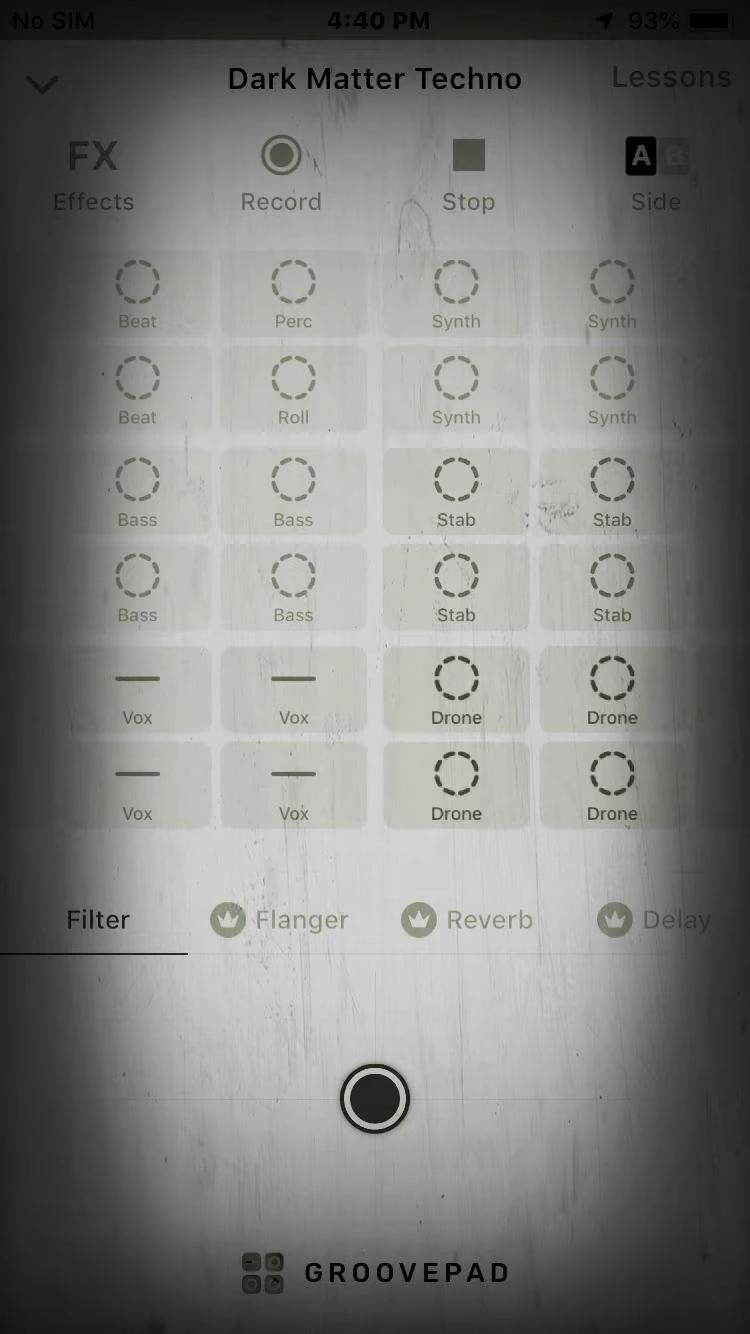 No SIM 4:40 PM 93%
Dark Matter Techno Lessons
FX A B
Effects Record Stop Side
Beat Perc Synth Synth
Beat Roll Synth Synth
Bass Bass Stab Stab
Bass Bass Stab Stab
Vox Vox Drone Drone
Vox Vox Drone Drone
Filter Flanger Reverb Delay
GROOVEPAD